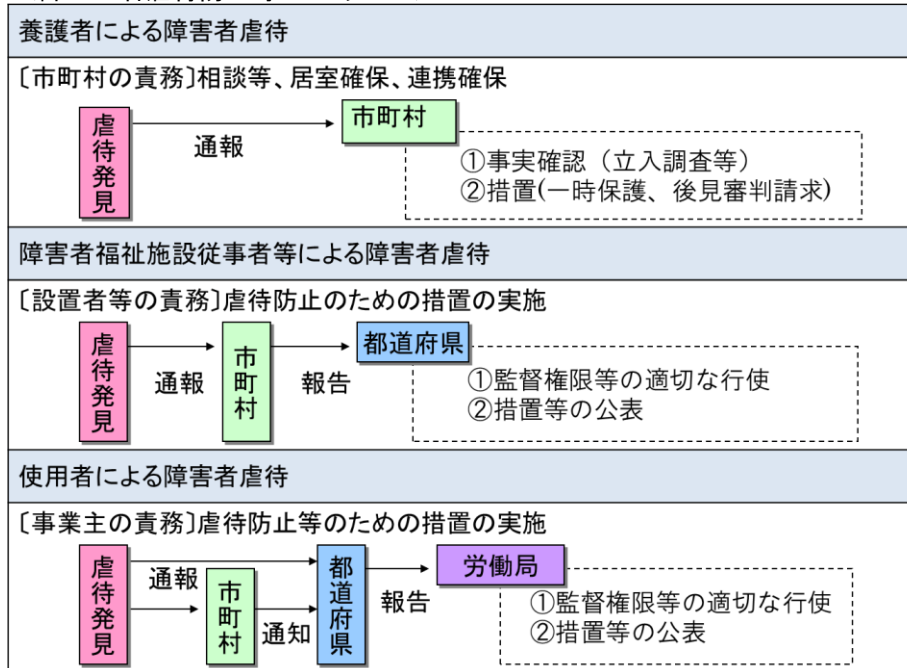 養護者による障害者虐待
〔市町村の責務〕相談等、居室確保、連携確保
虐待発見
通報
市町村
①事実確認（立入調査等）
②措置(一時保護、後見審判請求)
障害者福祉施設従事者等による障害者虐待
〔設置者等の責務〕虐待防止のための措置の実施
虐待発見
通報
市町村
報告
都道府県
①監督権限等の適切な行使
②措置等の公表
使用者による障害者虐待
〔事業主の責務〕虐待防止等のための措置の実施
虐待発見
通報
市町村
通知
都道府県
報告
労働局
①監督権限等の適切な行使
②措置等の公表